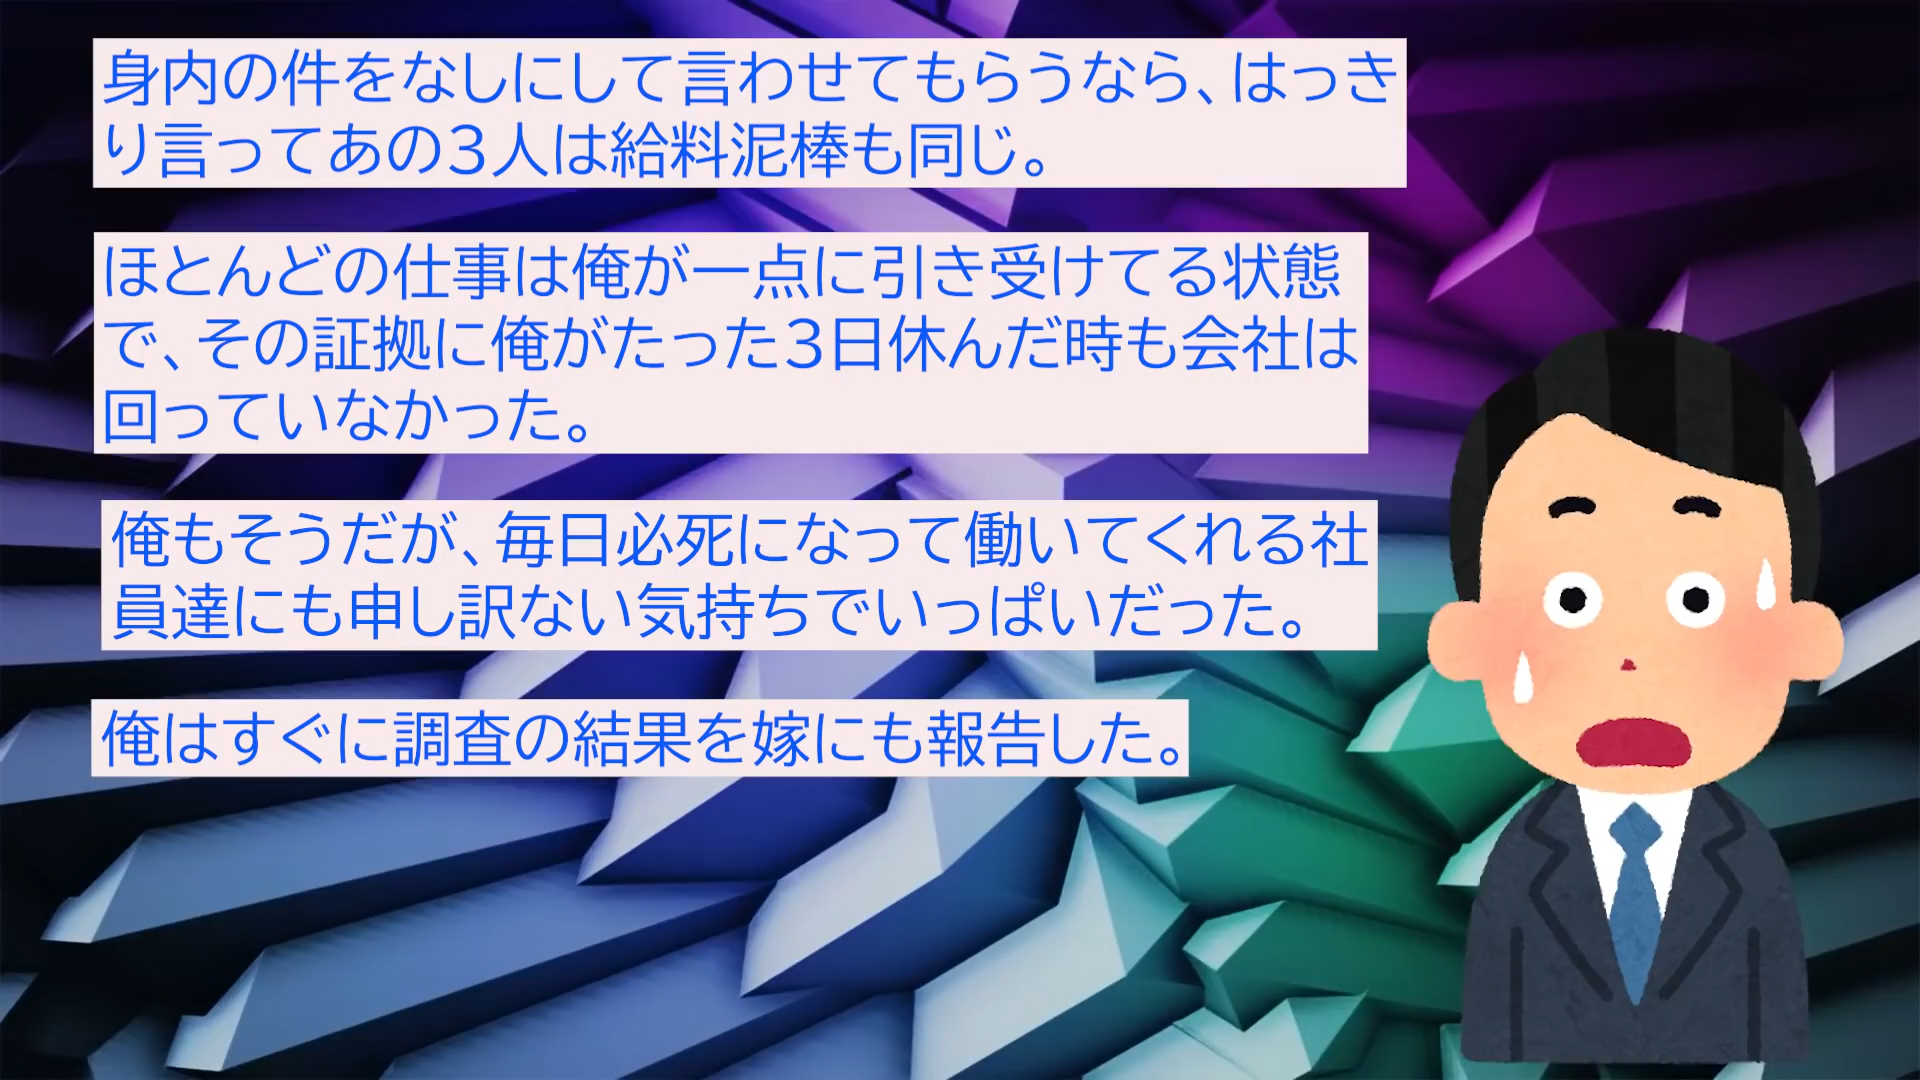 身内の件をなしにして言わせてもらうなら、はっき
り言ってあの３人は給料泥棒も同じ。
ほとんどの仕事は俺が一点に引き受けてる状態
で、その証拠に俺がたった３日休んだ時も会社は
回っていなかった。
俺もそうだが、毎日必死になって働いてくれる社
員達にも申し訳ない気持ちでいっぱいだった。
俺はすぐに調査の結果を嫁にも報告した。